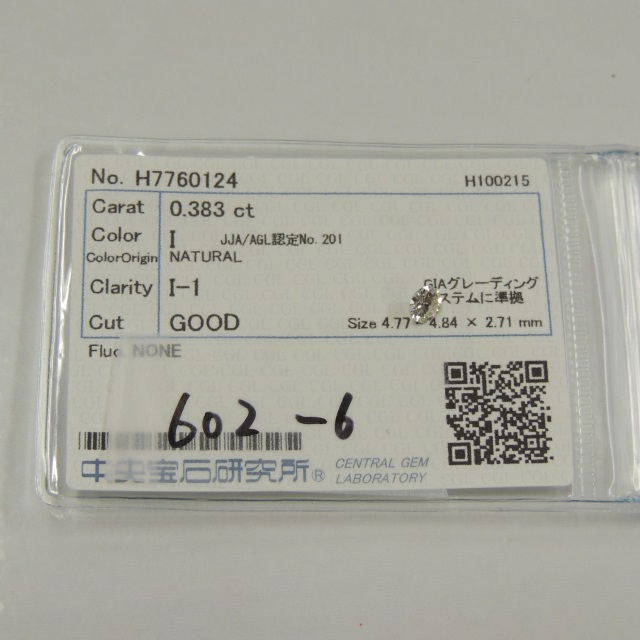 No. H7760124 H100215
Carat 0.383 ct
Color I JJA/AGL認定No.201
ColorOrigin NATURAL
Clarity I-1 GIAグレーディング
ステムに準拠
Cut GOOD Size 4.77 4.84 × 2.71 mm
Fluo. NONE
602-6
中央宝石研究所® CENTRAL GEM
LABORATORY